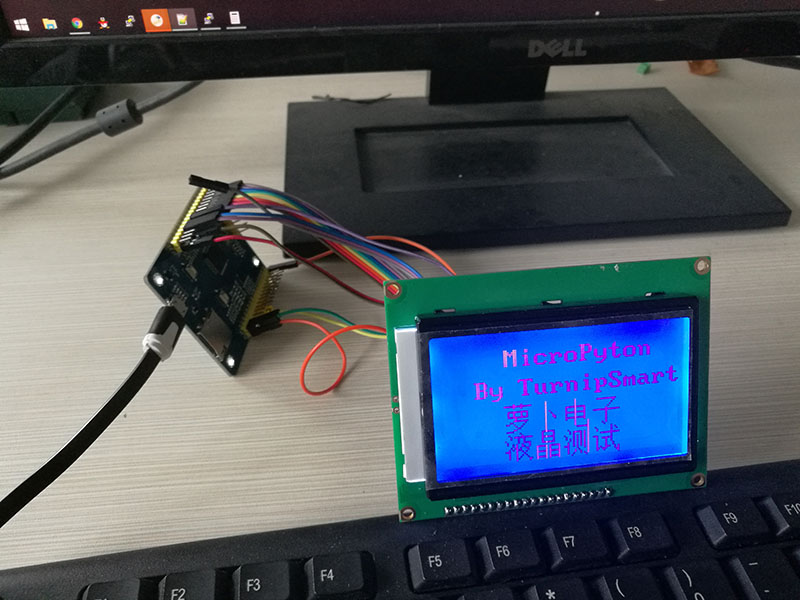 DELL
MicroPyton
By TurnipSmart
萝卜电子
液晶测试
F2
F3
F4
F5
F6
F7
F8
F9
F10
*
(
)